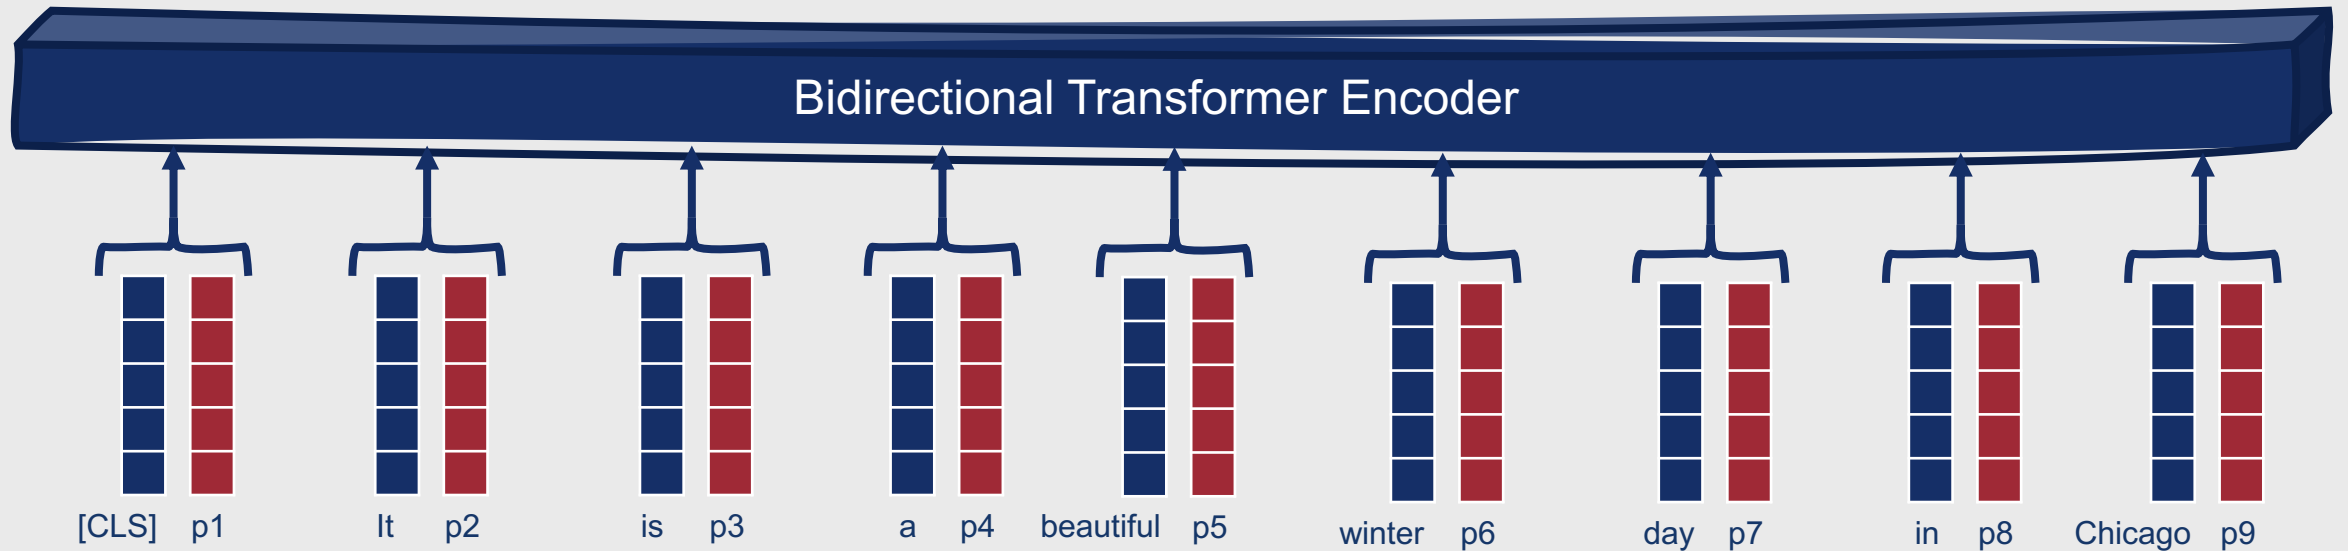 Bidirectional Transformer Encoder
[CLS] p1 It p2 is p3 a p4 beautiful p5 winter p6 day p7 in p8 Chicago p9